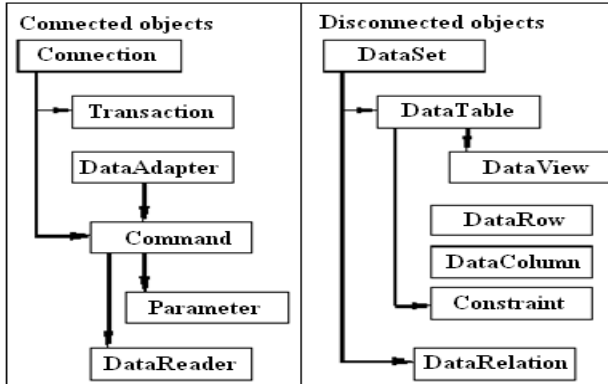 Connected objects
Connection
Transaction
DataAdapter
Command
Parameter
DataReader
Disconnected objects
DataSet
DataTable
DataView
DataRow
DataColumn
Constraint
DataRelation